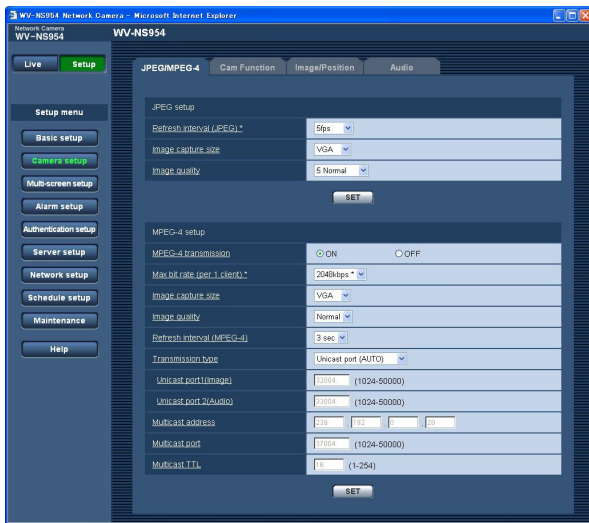 WV-NS954 Network Camera - Microsoft Internet Explorer
Network Camera
WV-NS954
WV-NS954
Live
Setup
Setup menu
Basic setup
Camera setup
Multi-screen setup
Alarm setup
Authentication setup
Server setup
Network setup
Schedule setup
Maintenance
Help
JPEG/MPEG-4
Cam Function
Image/Position
Audio
JPEG setup
Refresh interval (JPEG) * 5fps
Image capture size VGA
Image quality 5 Normal
SET
MPEG-4 setup
MPEG-4 transmission ON OFF
Max bit rate (per 1 client) * 2048kbps *
Image capture size VGA
Image quality Normal
Refresh interval (MPEG-4) 3 sec
Transmission type Unicast port (AUTO)
Unicast port1(Image) 32004 (1024-50000)
Unicast port 2(Audio) 33004 (1024-50000)
Multicast address 239 . 192 . 0 . 20
Multicast port 37004 (1024-50000)
Multicast TTL 16 (1-254)
SET